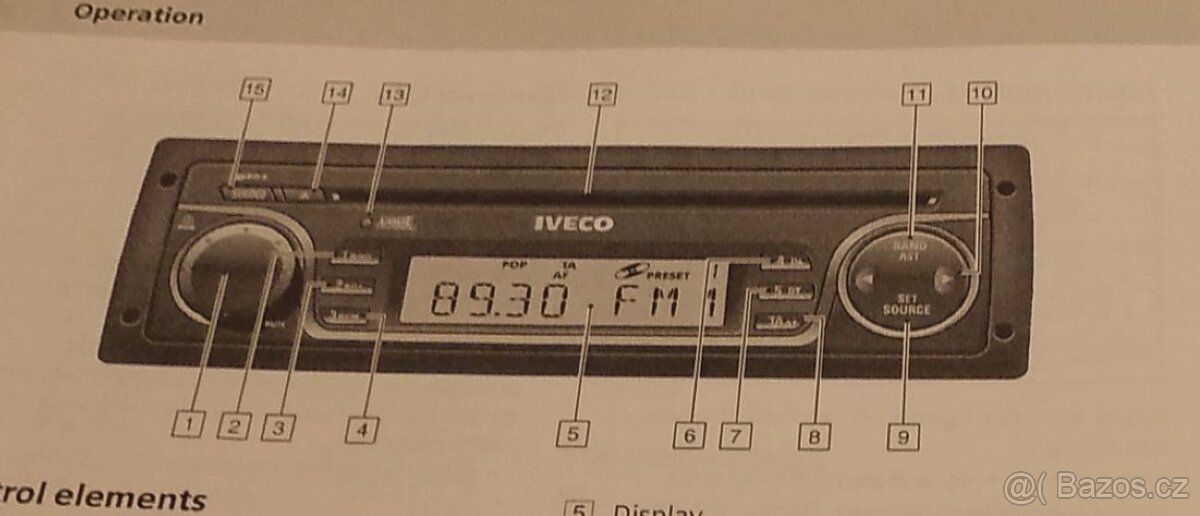 Operation
15 14 13 12 11 10
IVECO
BAND
AST
POP TA PRESET
AF
89.30 FM 1
SET
SOURCE
1 2 3 4 5 6 7 8 9
trol elements
5 Display
@( Bazos.cz